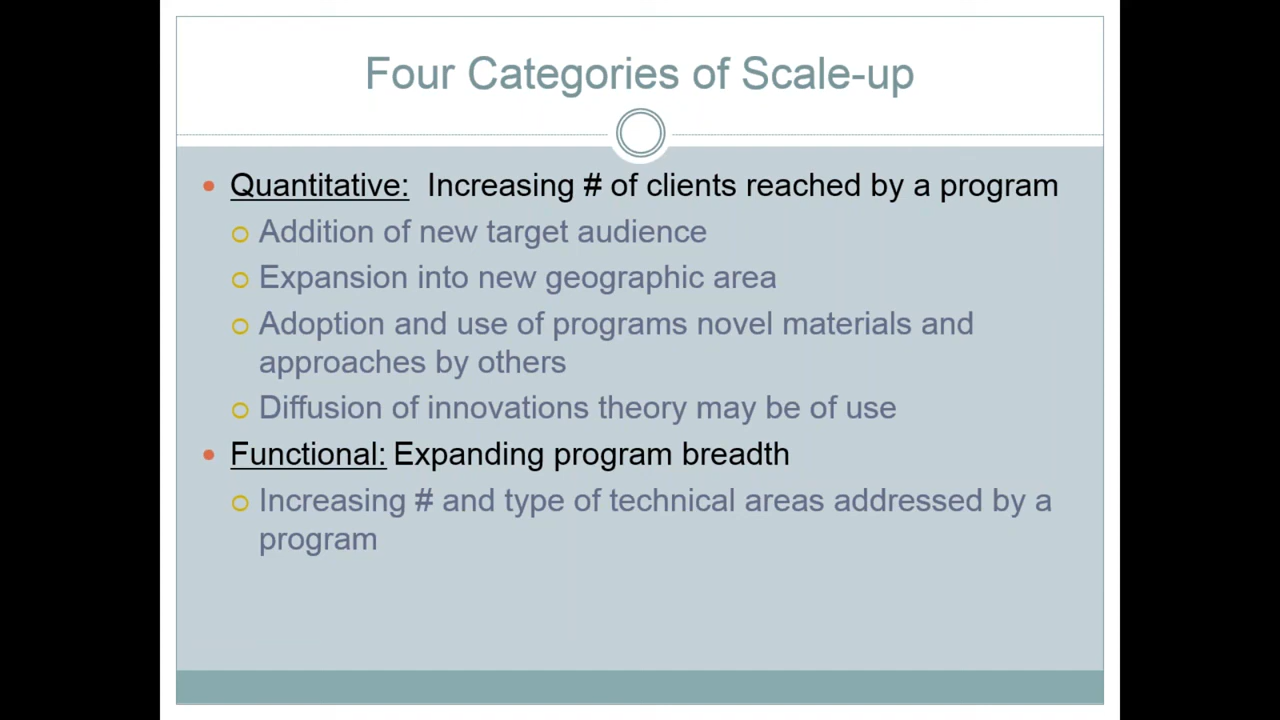 Four Categories of Scale-up
Quantitative: Increasing # of clients reached by a program
Addition of new target audience
Expansion into new geographic area
Adoption and use of programs novel materials and
approaches by others
Diffusion of innovations theory may be of use
Functional: Expanding program breadth
Increasing # and type of technical areas addressed by a
program